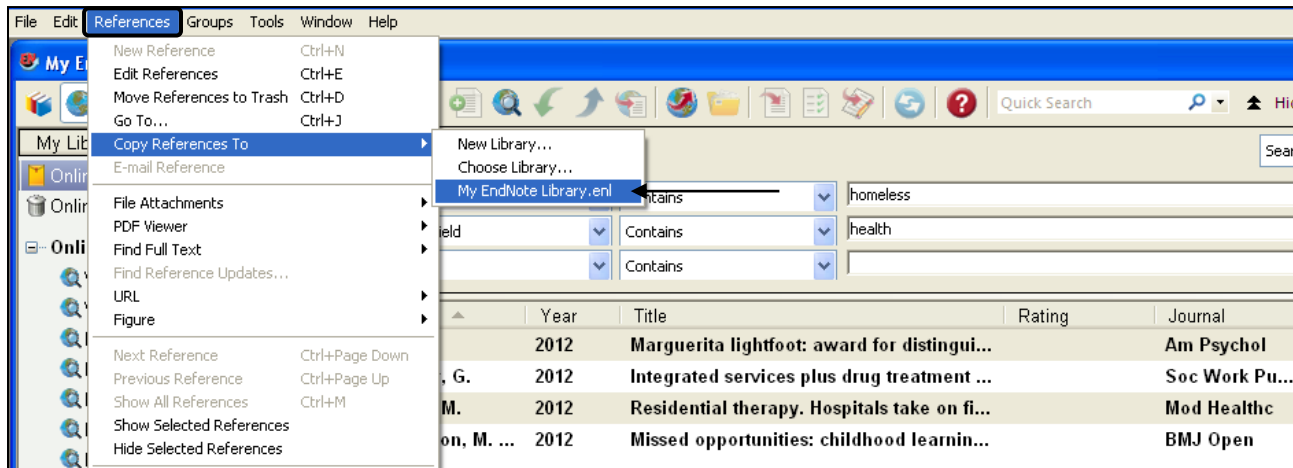 File Edit References Groups Tools Window Help
New Reference Ctrl+N
My E
Edit References Ctrl+E
Move References to Trash Ctrl+D
Quick Search
Hi
Go To... Ctrl+J
My Lib
Copy References To
New Library...
Sear
E-mail Reference
Choose Library...
Onlin
My EndNote Library.enl
ntains
homeless
File Attachments
Onlin
PDF Viewer
ield
Contains
health
Find Full Text
Onli
Find Reference Updates...
Contains
URL
Figure
Year Title Rating Journal
Next Reference Ctrl+Page Down
2012 Marguerita lightfoot: award for distingui... Am Psychol
Previous Reference Ctrl+Page Up
, G. 2012 Integrated services plus drug treatment ... Soc Work Pu...
Show All References Ctrl+M
M. 2012 Residential therapy. Hospitals take on fi... Mod Healthc
Show Selected References
on, M. ... 2012 Missed opportunities: childhood learnin... BMJ Open
Hide Selected References